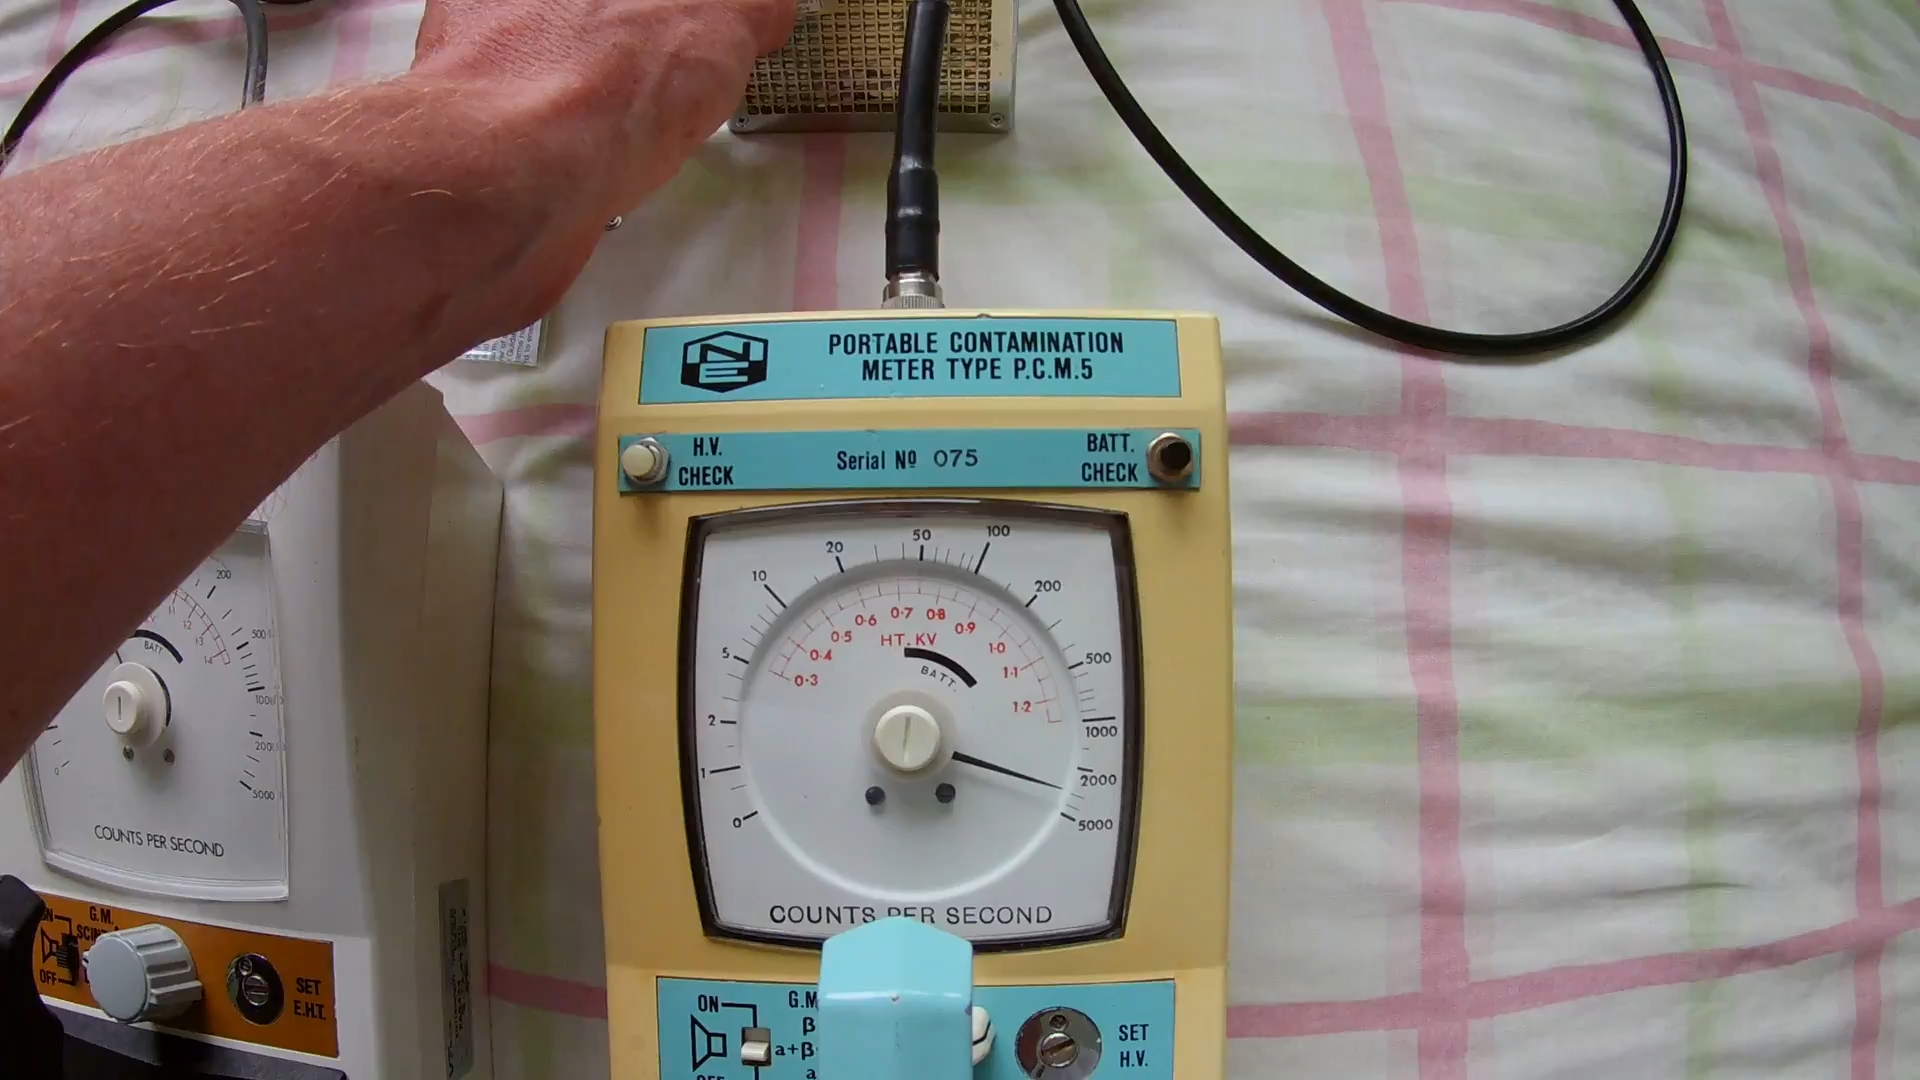 NE
PORTABLE CONTAMINATION
METER TYPE P.C.M.5
H.V.
CHECK
Serial Nº 075
BATT.
CHECK
0 1 2 5 10 20 50 100 200 500 1000 2000 5000
0·3 0·4 0·5 0·6 0·7 0·8 0·9 1·0 1·1 1·2
HT. KV
BATT.
COUNTS PER SECOND
ON
G.M
β
α+β
α
OFF
SET
H.V.
200
500
1000
2000
5000
0
BATT
COUNTS PER SECOND
G.M.
OFF
SET
E.H.T.